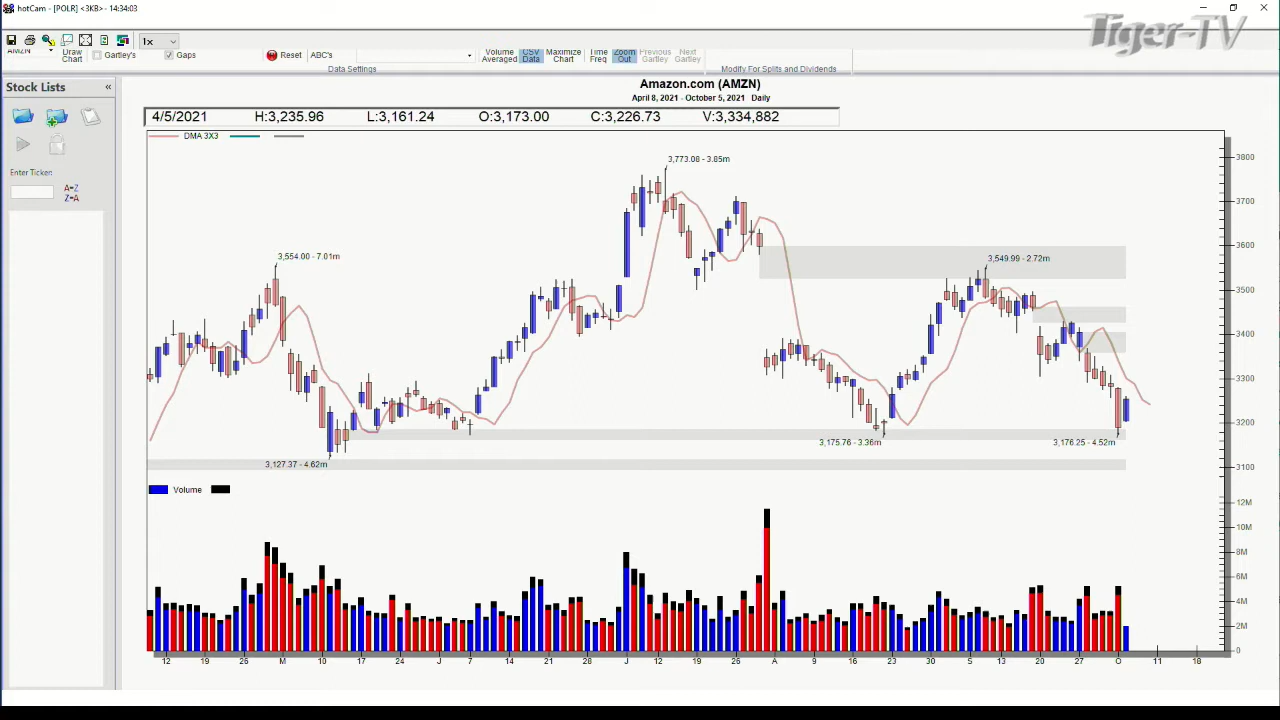 hotCam - [POLR] <3KB> - 14:34:03
Tiger-TV
1x
AMZN
Draw Chart
Gartley's
Gaps
Reset
ABC's
Volume Averaged
CSV Data
Maximize Chart
Time Freq
Zoom Out
Previous Gartley
Next Gartley
Data Settings
Modify For Splits and Dividends
Stock Lists «
Enter Ticker:
A=Z
Z=A
Amazon.com (AMZN)
April 8, 2021 - October 5, 2021 Daily
4/5/2021 H:3,235.96 L:3,161.24 O:3,173.00 C:3,226.73 V:3,334,882
DMA 3X3
3,773.08 - 3.85m
3,554.00 - 7.01m
3,549.99 - 2.72m
3,175.76 - 3.36m
3,176.25 - 4.52m
3,127.37 - 4.62m
3800
3700
3600
3500
3400
3300
3200
3100
Volume
12M
10M
8M
6M
4M
2M
0
12 19 26 M 10 17 24 J 7 14 21 28 J 12 19 26 A 9 16 23 30 S 13 20 27 O 11 18